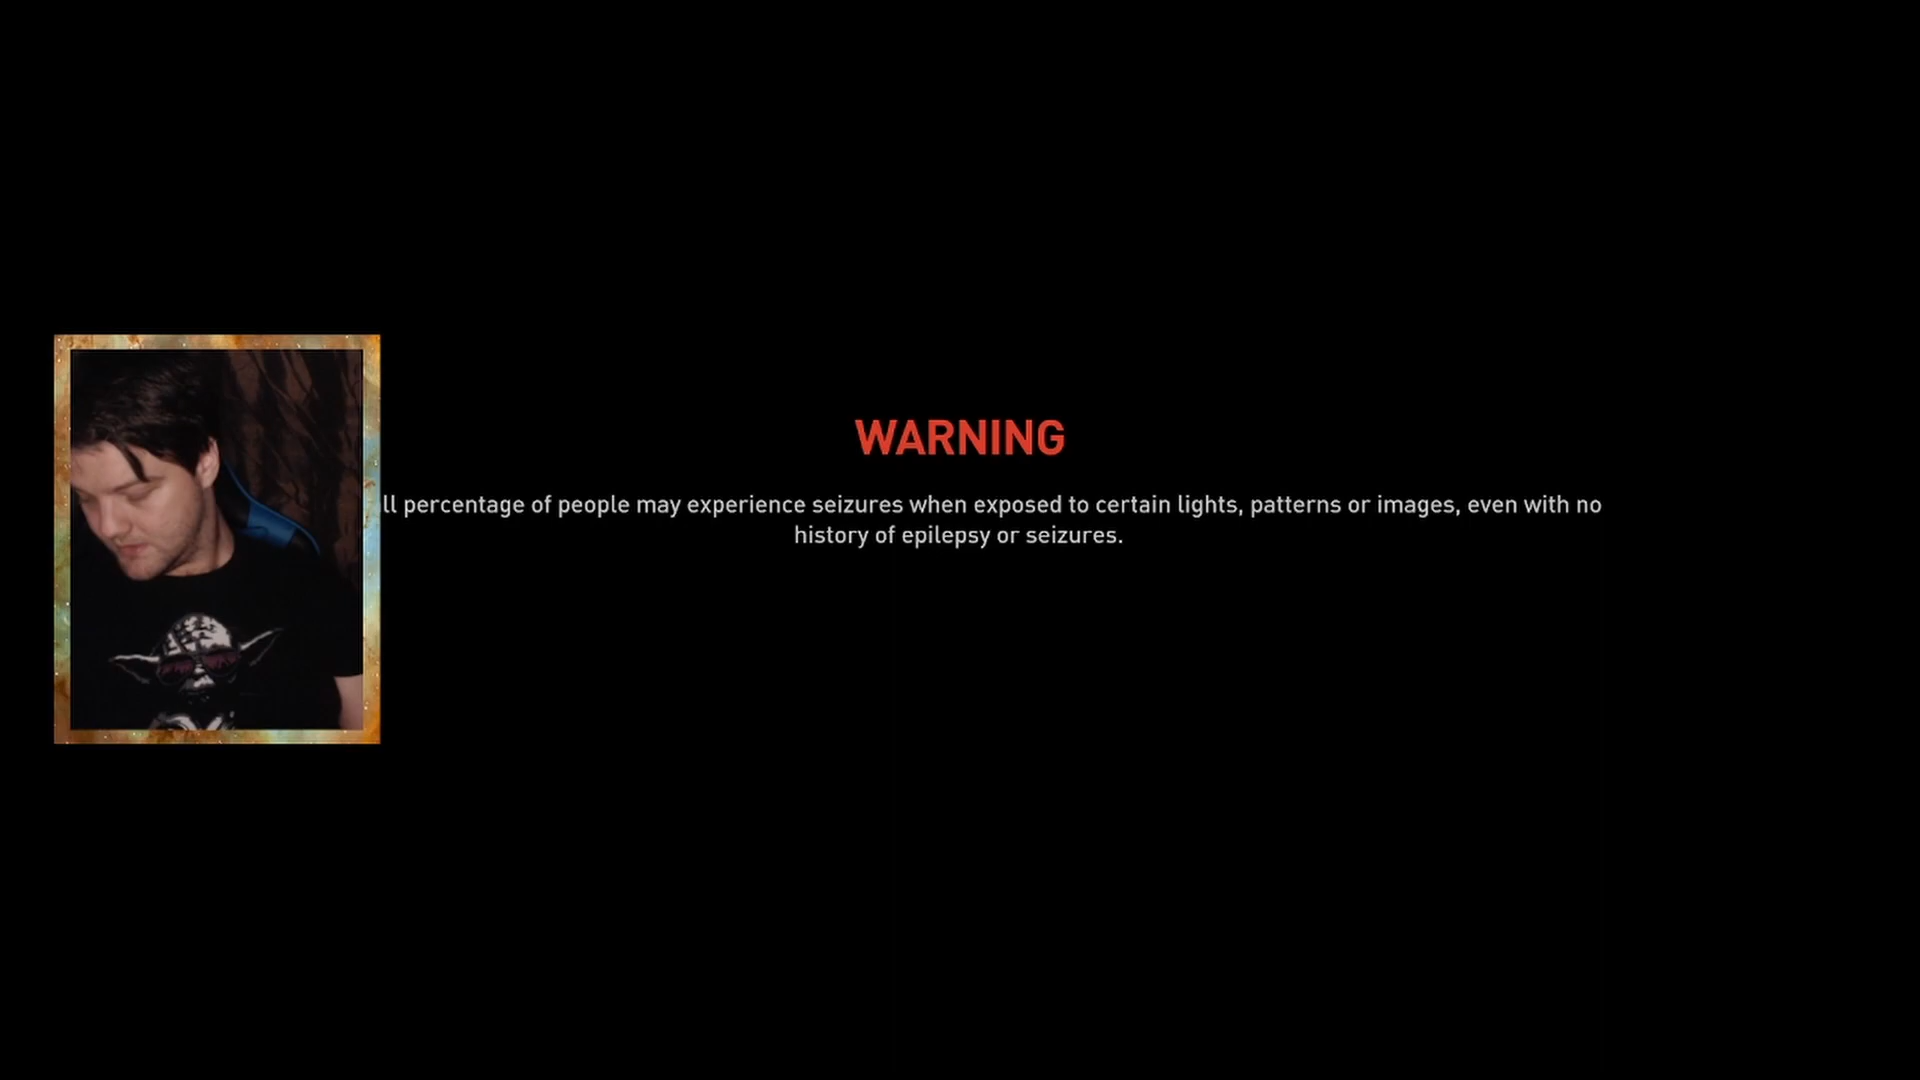 WARNING
ll percentage of people may experience seizures when exposed to certain lights, patterns or images, even with no
history of epilepsy or seizures.